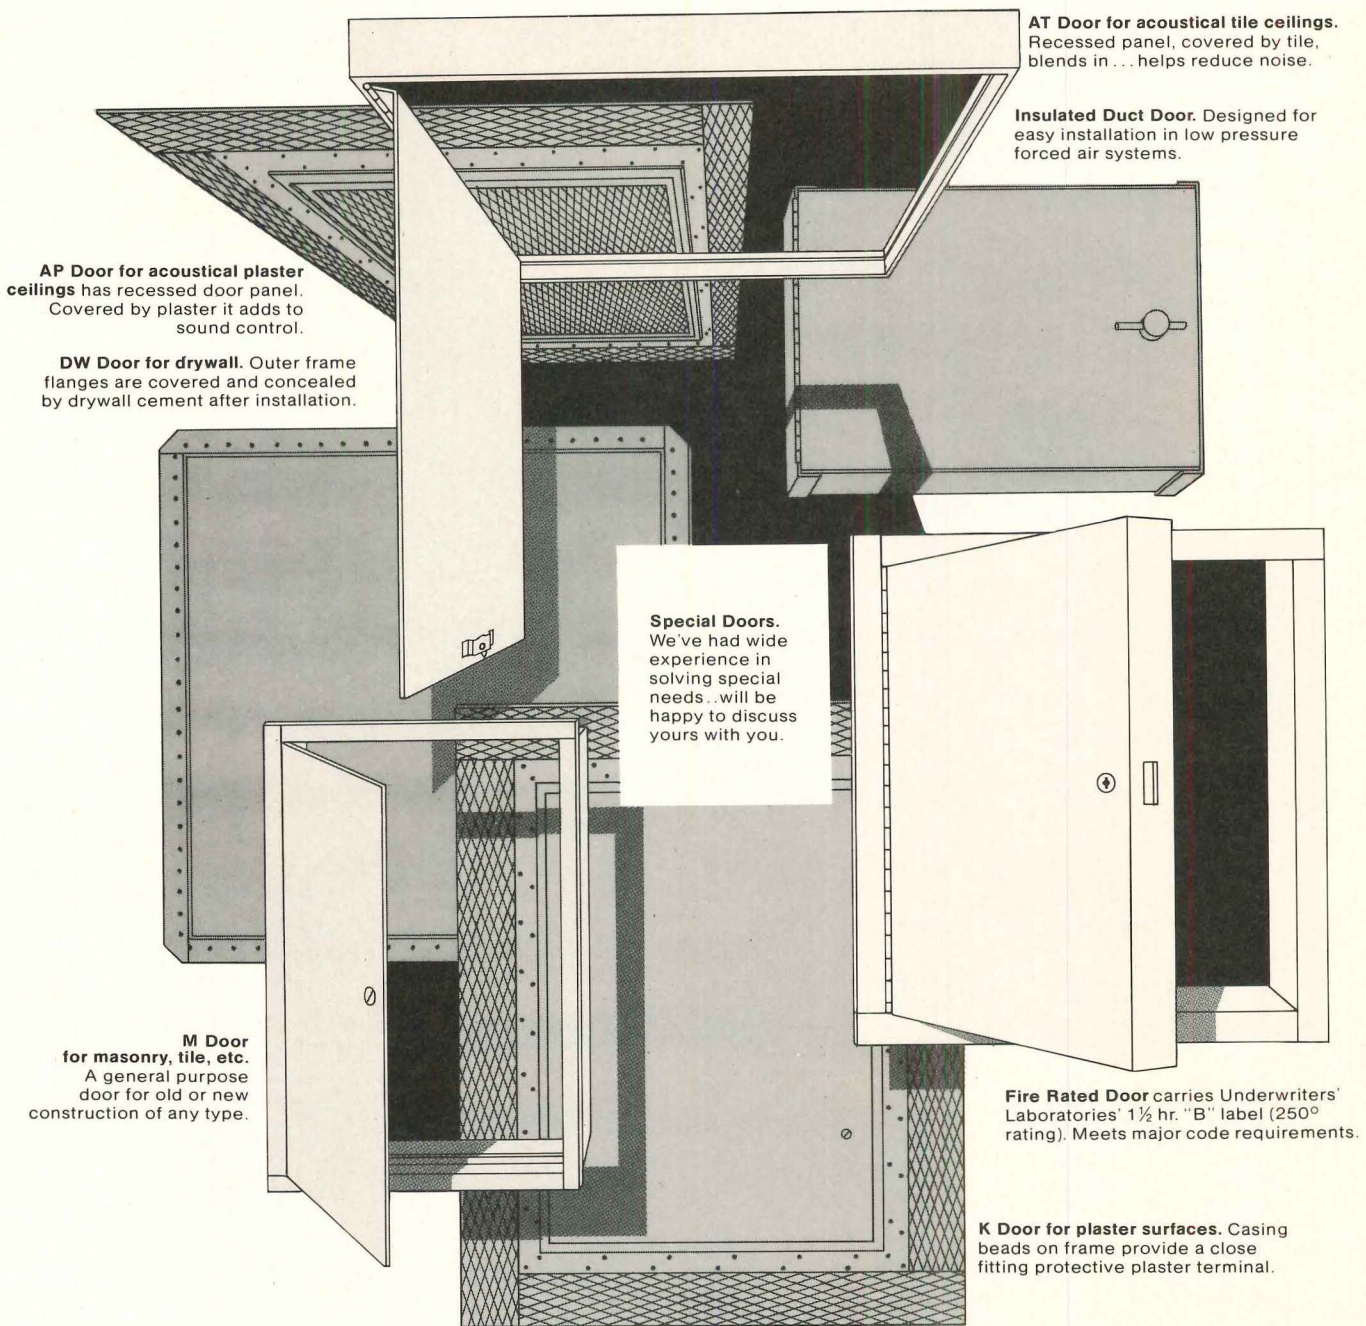 AT Door for acoustical tile ceilings.
Recessed panel, covered by tile,
blends in...helps reduce noise.
Insulated Duct Door. Designed for
easy installation in low pressure
forced air systems.
AP Door for acoustical plaster
ceilings has recessed door panel.
Covered by plaster it adds to
sound control.
DW Door for drywall. Outer frame
flanges are covered and concealed
by drywall cement after installation.
Special Doors.
We've had wide
experience in
solving special
needs..will be
happy to discuss
yours with you.
M Door
for masonry, tile, etc.
A general purpose
door for old or new
construction of any type.
Fire Rated Door carries Underwriters'
Laboratories' 1½ hr. "B" label (250°
rating). Meets major code requirements.
K Door for plaster surfaces. Casing
beads on frame provide a close
fitting protective plaster terminal.